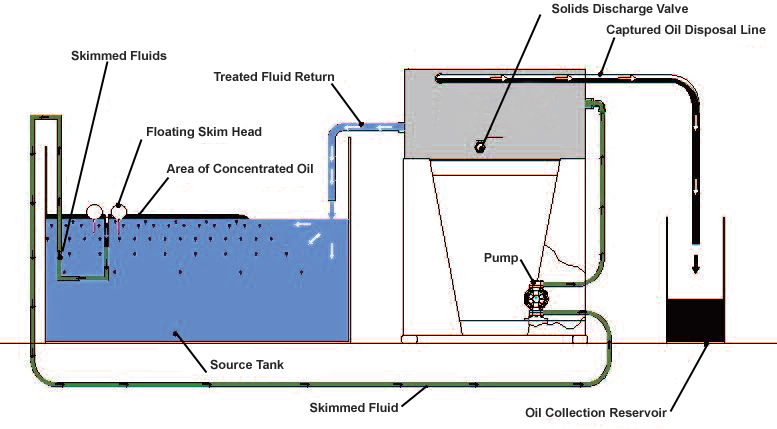 Solids Discharge Valve
Captured Oil Disposal Line
Skimmed Fluids
Treated Fluid Return
Floating Skim Head
Area of Concentrated Oil
Pump
Source Tank
Skimmed Fluid
Oil Collection Reservoir